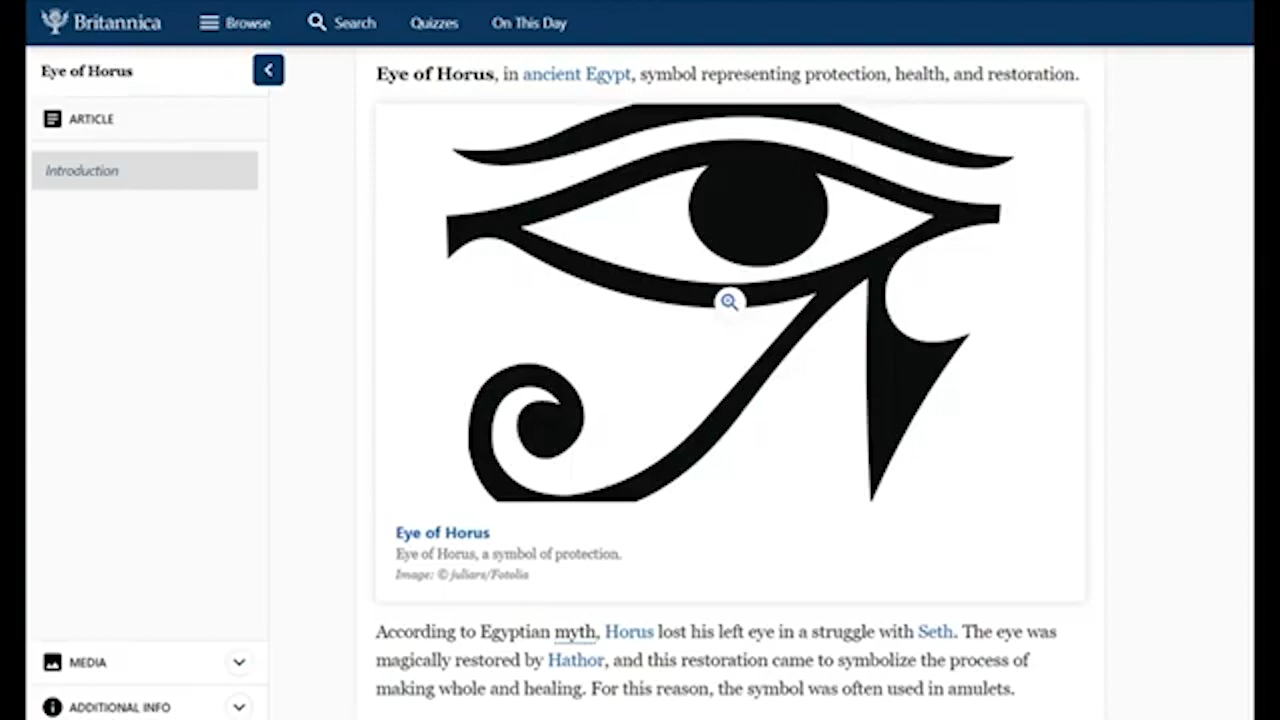 Britannica Browse Search Quizzes On This Day
Eye of Horus
ARTICLE
Introduction
Eye of Horus, in ancient Egypt, symbol representing protection, health, and restoration.
Eye of Horus
Eye of Horus, a symbol of protection.
Image: © juliars/Fotolia
According to Egyptian myth, Horus lost his left eye in a struggle with Seth. The eye was
magically restored by Hathor, and this restoration came to symbolize the process of
making whole and healing. For this reason, the symbol was often used in amulets.
MEDIA
ADDITIONAL INFO